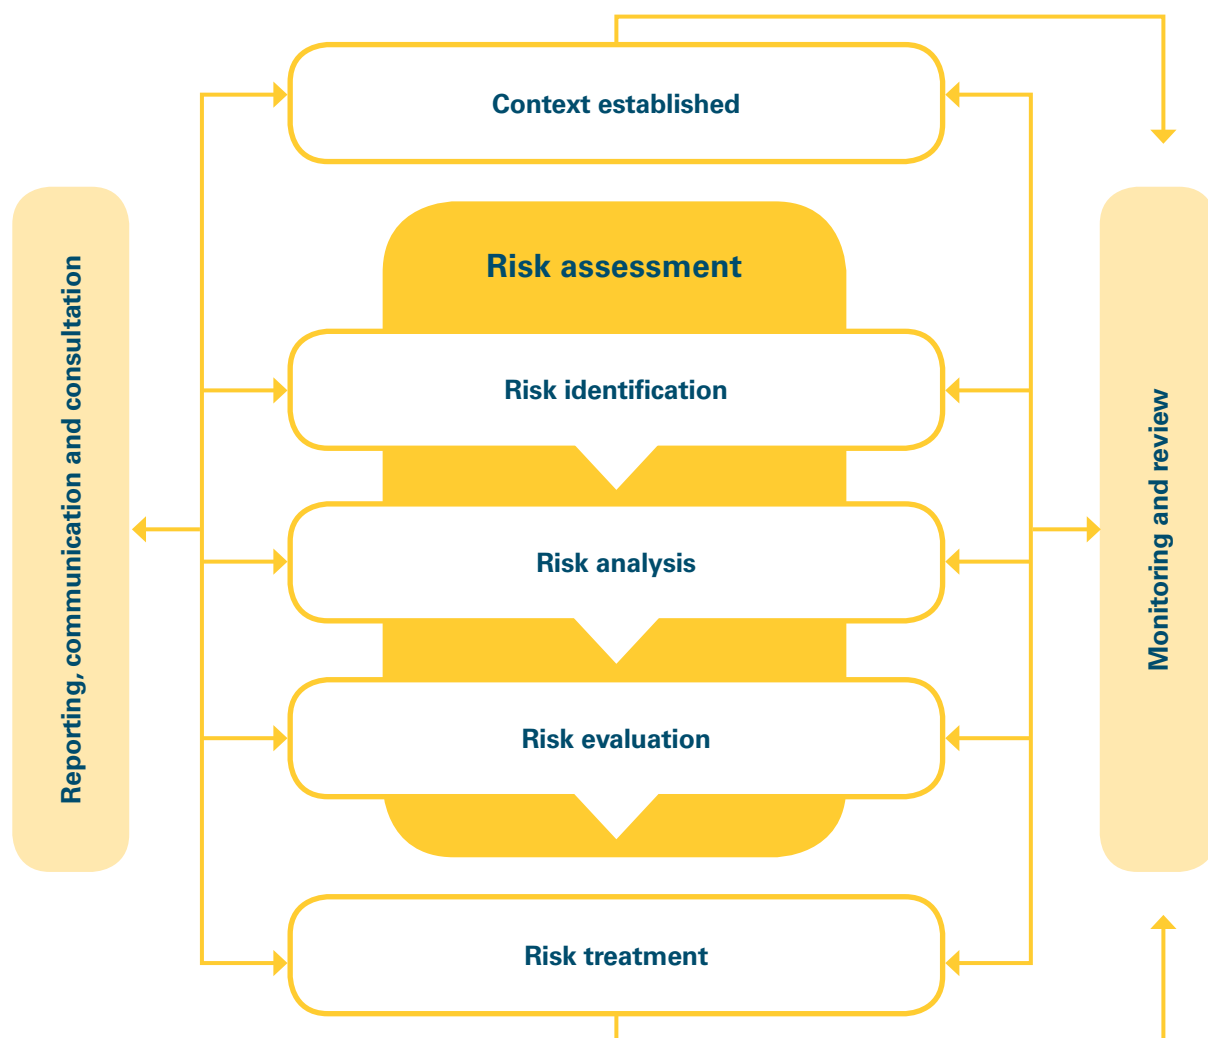 Context established
Risk assessment
Risk identification
Risk analysis
Risk evaluation
Risk treatment
Reporting, communication and consultation
Monitoring and review